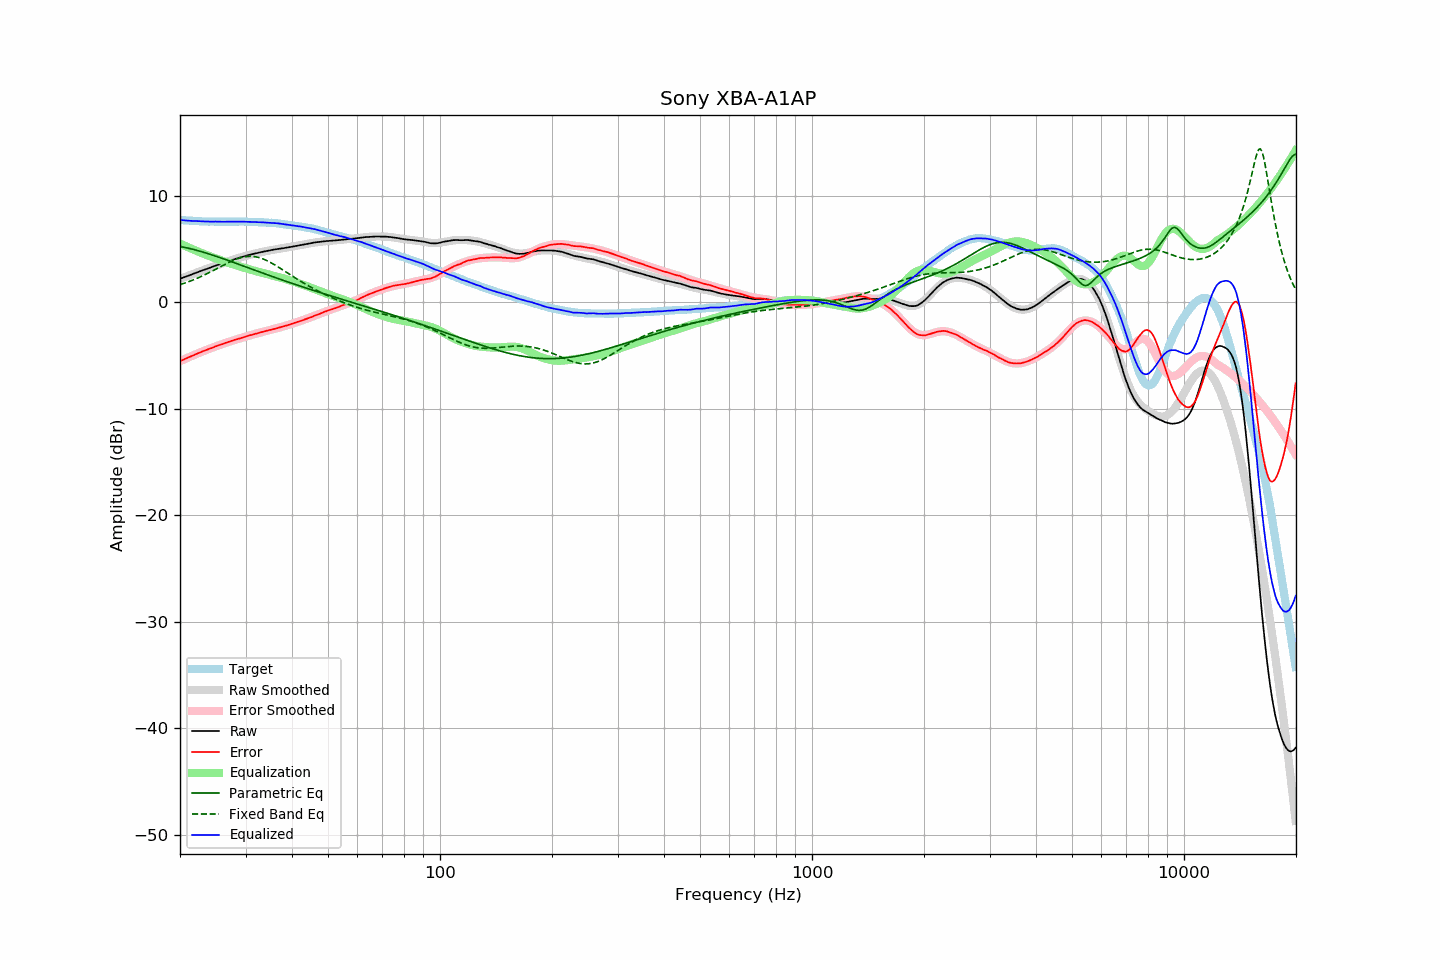 Sony XBA-A1AP
Amplitude (dBr)
10
0
−10
−20
−30
−40
−50
Target
Raw Smoothed
Error Smoothed
Raw
Error
Equalization
Parametric Eq
Fixed Band Eq
Equalized
100
1000
10000
Frequency (Hz)